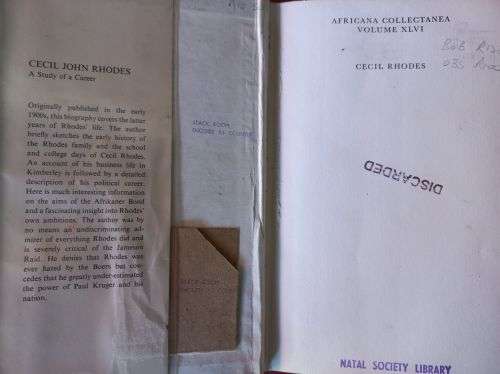 CECIL JOHN RHODES
A Study of a Career
Originally published in the early
1900s, this biography covers the latter
years of Rhodes' life. The author
briefly sketches the early history of
the Rhodes family and the school
and college days of Cecil Rhodes.
An account of his business life in
Kimberley is followed by a detailed
description of his political career.
Here is much interesting information
on the aims of the Afrikaner Bond
and a fascinating insight into Rhodes'
own ambitions. The author was by
no means an undiscriminating ad-
mirer of everything Rhodes did and
is severely critical of the Jameson
Raid. He denies that Rhodes was
ever hated by the Boers but con-
cedes that he greatly under-estimated
the power of Paul Kruger and his
nation.
STACK ROOM
STACK ROOM
AFRICANA COLLECTANEA
VOLUME XLVI
CECIL RHODES
BOB
DISCARDED
NATAL SOCIETY LIBRARY